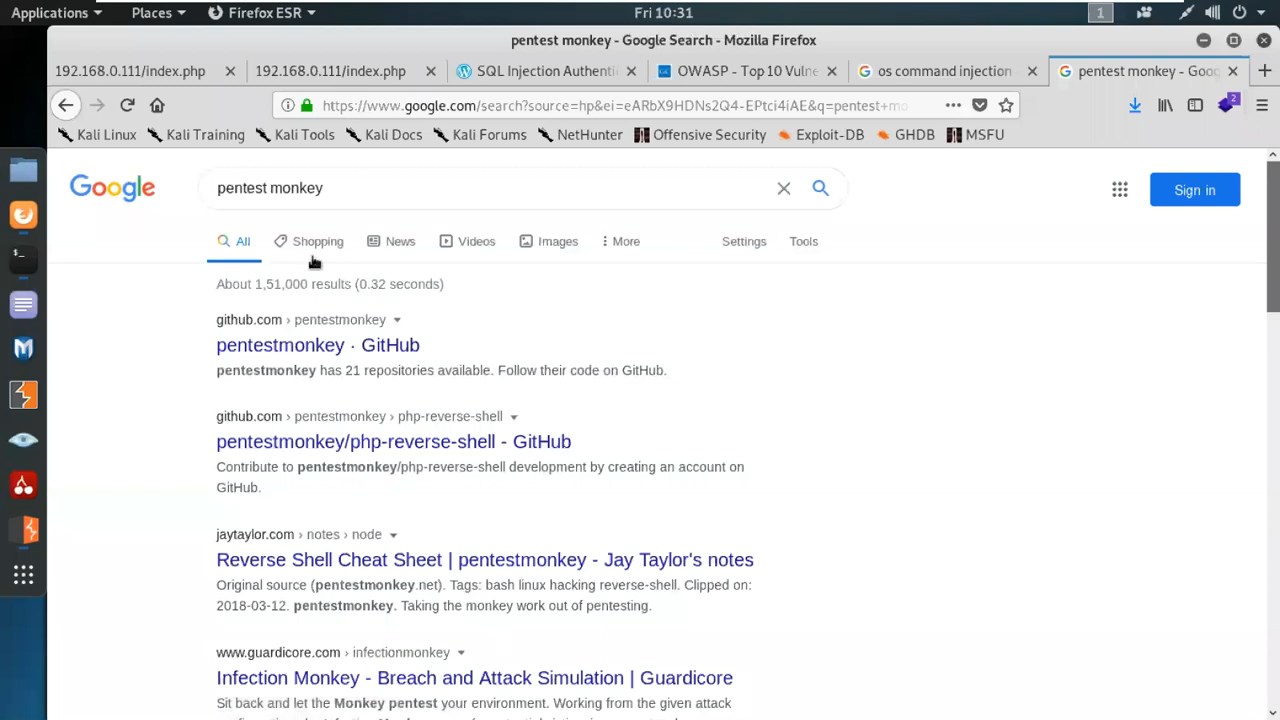 Applications Places Firefox ESR Fri 10:31 1
pentest monkey - Google Search - Mozilla Firefox
192.168.0.111/index.php 192.168.0.111/index.php SQL Injection Authenti OWASP - Top 10 Vulne os command injection pentest monkey - Goog
https://www.google.com/search?source=hp&ei=eARbX9HDNs2Q4-EPtci4iAE&q=pentest+mo
2
Kali Linux Kali Training Kali Tools Kali Docs Kali Forums NetHunter Offensive Security Exploit-DB GHDB MSFU
Google pentest monkey Sign in
All Shopping News Videos Images More Settings Tools
About 1,51,000 results (0.32 seconds)
github.com › pentestmonkey
pentestmonkey · GitHub
pentestmonkey has 21 repositories available. Follow their code on GitHub.
github.com › pentestmonkey › php-reverse-shell
pentestmonkey/php-reverse-shell - GitHub
Contribute to pentestmonkey/php-reverse-shell development by creating an account on
GitHub.
jaytaylor.com › notes › node
Reverse Shell Cheat Sheet | pentestmonkey - Jay Taylor's notes
Original source (pentestmonkey.net). Tags: bash linux hacking reverse-shell. Clipped on:
2018-03-12. pentestmonkey. Taking the monkey work out of pentesting.
www.guardicore.com › infectionmonkey
Infection Monkey - Breach and Attack Simulation | Guardicore
Sit back and let the Monkey pentest your environment. Working from the given attack